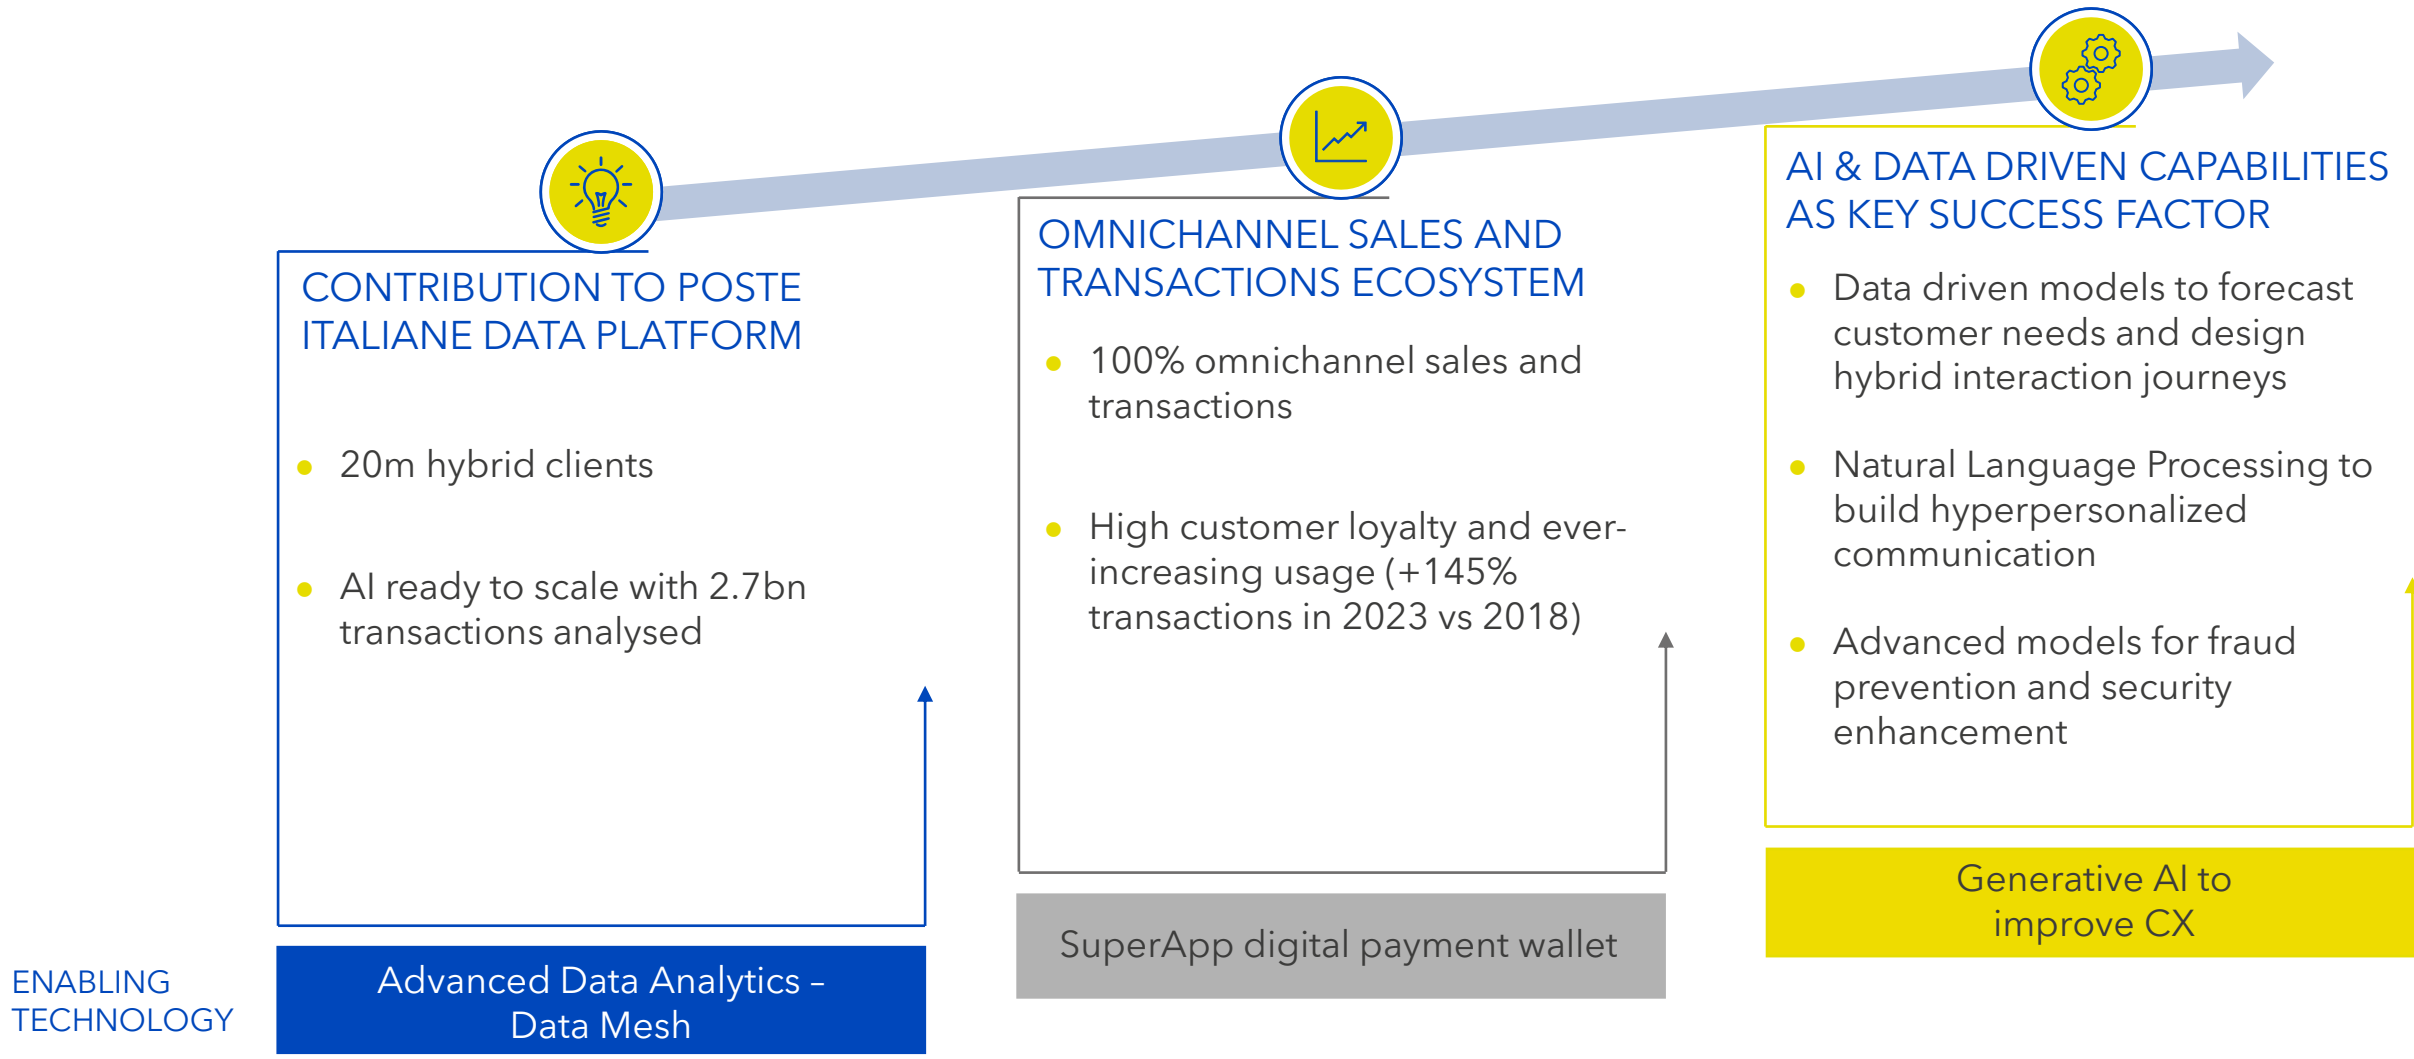 CONTRIBUTION TO POSTE
ITALIANE DATA PLATFORM
● 20m hybrid clients
● AI ready to scale with 2.7bn
transactions analysed
OMNICHANNEL SALES AND
TRANSACTIONS ECOSYSTEM
● 100% omnichannel sales and
transactions
● High customer loyalty and ever-
increasing usage (+145%
transactions in 2023 vs 2018)
AI & DATA DRIVEN CAPABILITIES
AS KEY SUCCESS FACTOR
● Data driven models to forecast
customer needs and design
hybrid interaction journeys
● Natural Language Processing to
build hyperpersonalized
communication
● Advanced models for fraud
prevention and security
enhancement
ENABLING
TECHNOLOGY
Advanced Data Analytics –
Data Mesh
SuperApp digital payment wallet
Generative AI to
improve CX